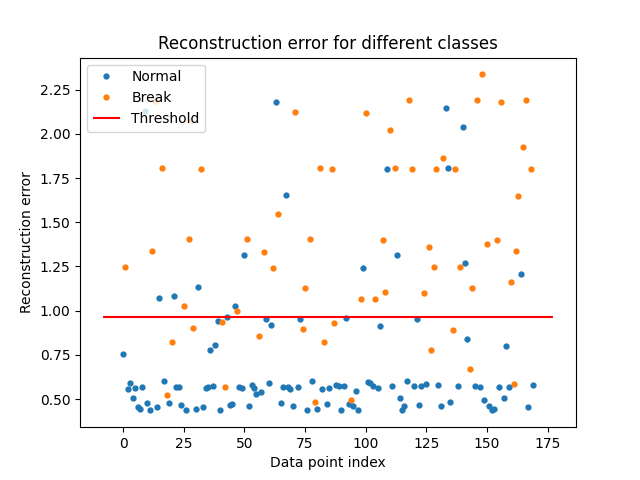 Reconstruction error for different classes
Normal
Break
Threshold
Reconstruction error
2.25
2.00
1.75
1.50
1.25
1.00
0.75
0.50
0 25 50 75 100 125 150 175
Data point index